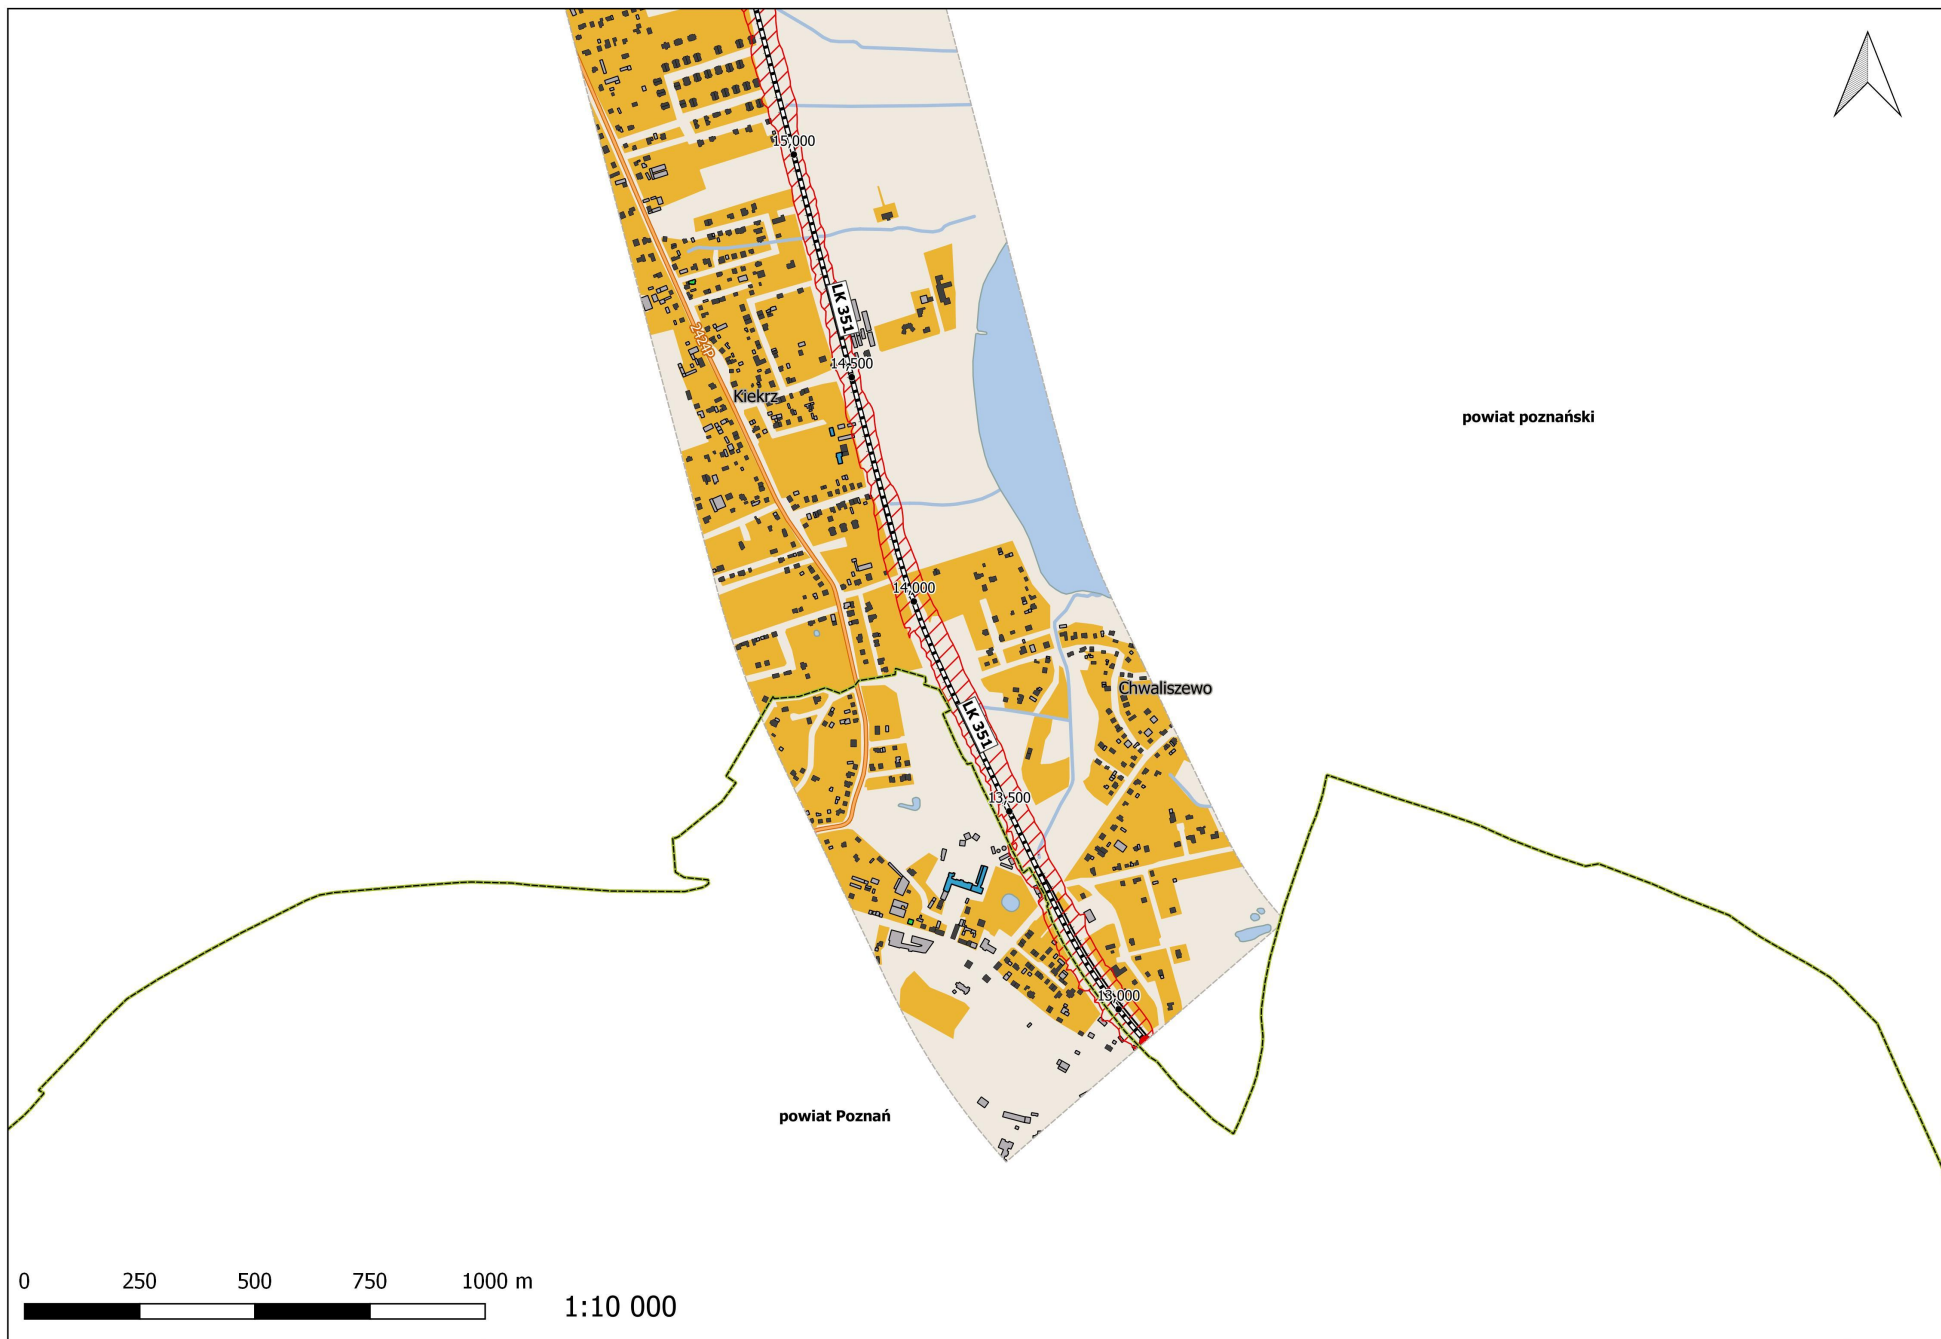 15,000
LK 351
2424P
14,500
Kiekrz
powiat poznański
14,000
Chwaliszewo
LK 351
13,500
13,000
powiat Poznań
0 250 500 750 1000 m
1:10 000